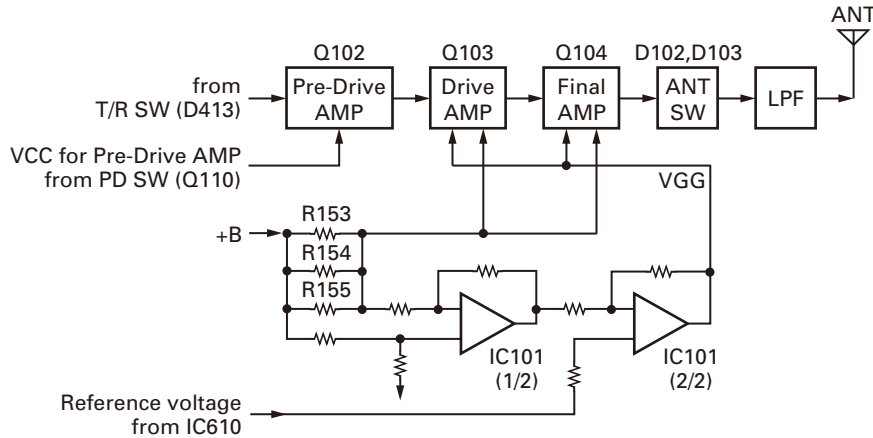 ANT
Q102
Q103
Q104
D102,D103
from
T/R SW (D413)
Pre-Drive
AMP
Drive
AMP
Final
AMP
ANT
SW
LPF
VCC for Pre-Drive AMP
from PD SW (Q110)
VGG
+B
R153
R154
R155
IC101
(1/2)
IC101
(2/2)
Reference voltage
from IC610